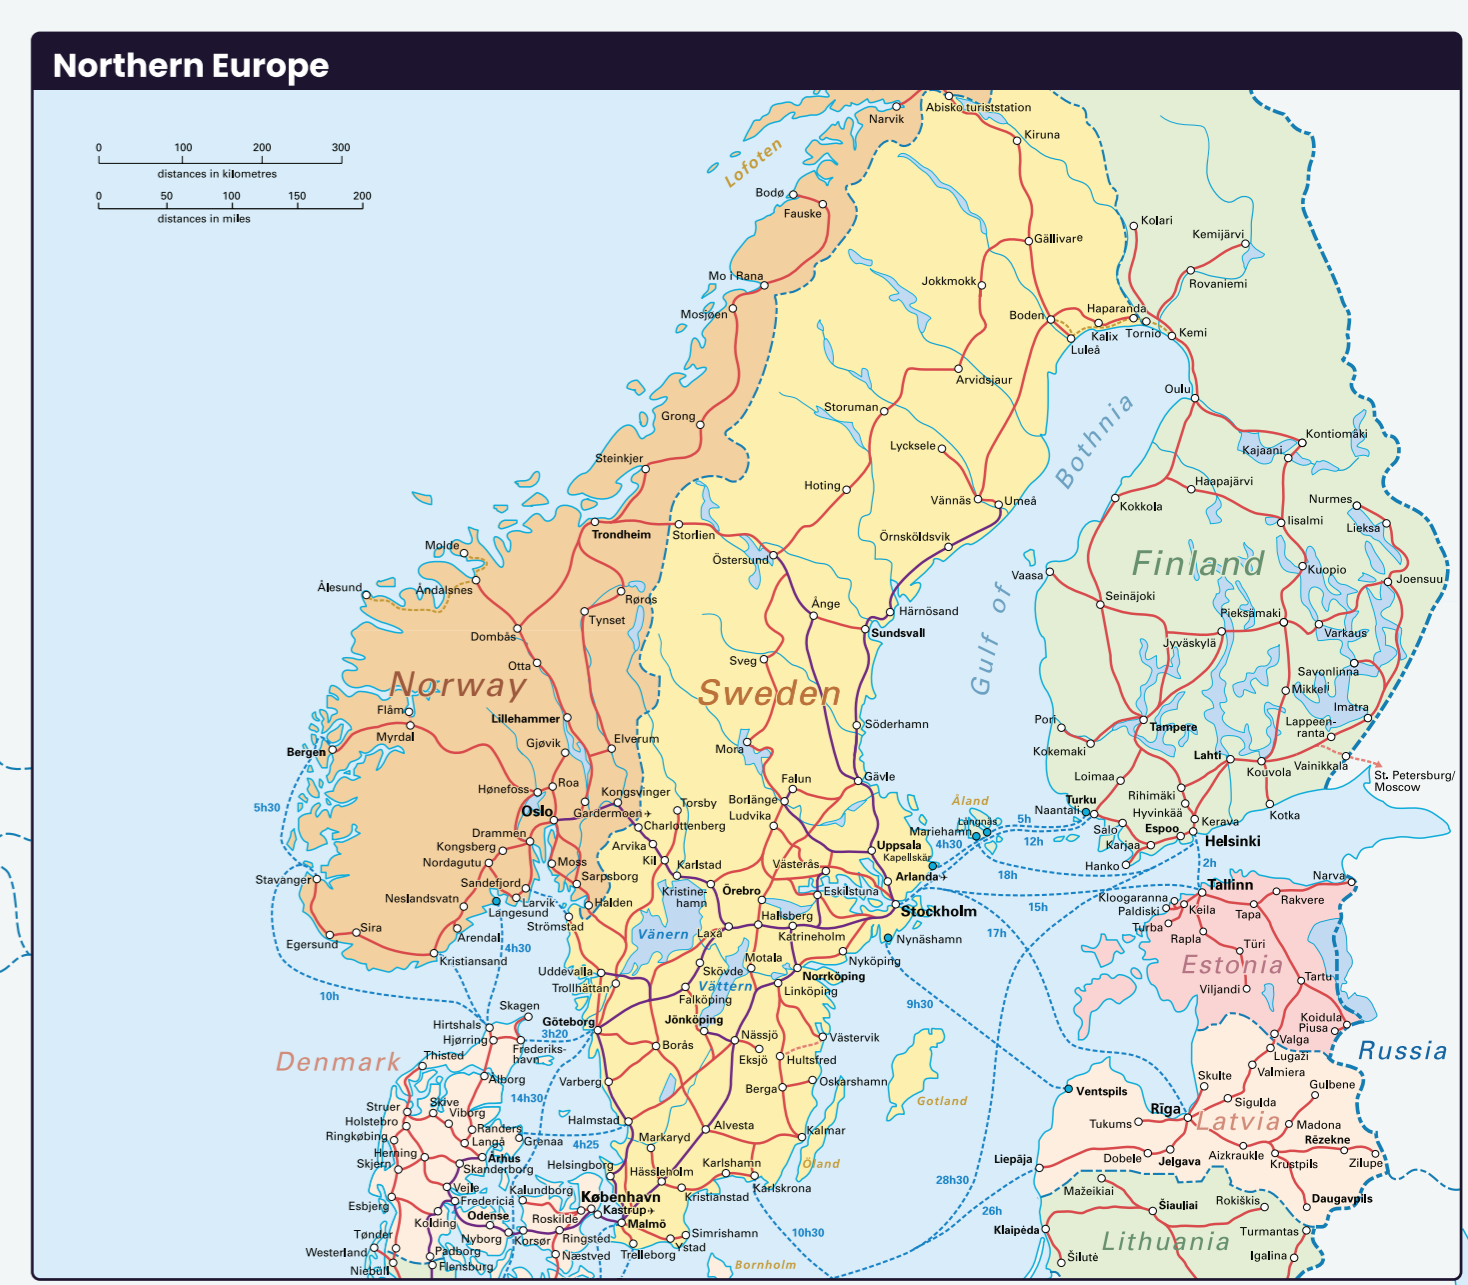 Northern Europe
0 100 200 300
distances in kilometres
0 50 100 150 200
distances in miles
Narvik
Abisko turiststation
Kiruna
Lofoten
Bodø
Fauske
Kolari
Kemijärvi
Gällivare
Mo i Rana
Jokkmokk
Rovaniemi
Mosjøen
Boden
Haparanda
Kalix
Tornio
Kemi
Luleå
Arvidsjaur
Oulu
Storuman
Grong
Gulf of Bothnia
Kontiomäki
Lycksele
Kajaani
Steinkjer
Hoting
Haapajärvi
Vännäs
Umeå
Kokkola
Nurmes
Iisalmi
Lieksa
Trondheim
Storlien
Örnsköldsvik
Molde
Östersund
Finland
Vaasa
Kuopio
Joensuu
Ålesund
Åndalsnes
Røros
Ånge
Härnösand
Seinäjoki
Pieksämäki
Tynset
Dombås
Sundsvall
Varkaus
Jyväskylä
Otta
Sveg
Savonlinna
Norway
Sweden
Mikkeli
Flåm
Imatra
Lillehammer
Söderhamn
Pori
Lappeen-
ranta
Myrdal
Tampere
Bergen
Gjøvik
Elverum
Mora
Kokemäki
Lahti
Vainikkala
Kouvola
St. Petersburg/
Moscow
Hønefoss
Roa
Kongsvinger
Falun
Gävle
Loimaa
5h30
Oslo
Gardermoen
Torsby
Borlänge
Åland
Turku
Rihimäki
Naantali
Hyvinkää
Kotka
Ludvika
Långnäs
5h
Kerava
Charlottenberg
Mariehamn
Salo
Espoo
Helsinki
Drammen
Kongsberg
Arvika
Uppsala
4h30
12h
Karjaa
Nordagutu
Moss
Kil
Karlstad
Västerås
Kapellskär
Hanko
2h
Stavanger
Sandefjord
Sarpsborg
Kristine-
hamn
Örebro
Eskilstuna
Arlanda
18h
Tallinn
Narva
Neslandsvatn
Larvik
Halden
Kloogaranna
Rakvere
Langesund
Strömstad
Hallsberg
Stockholm
15h
Paldiski
Keila
Tapa
Sira
Arendal
Vänern
Laxå
Katrineholm
17h
Turba
Egersund
4h30
Nynäshamn
Rapla
Türi
Kristiansand
Motala
Nyköping
Uddevalla
Skövde
Norrköping
Estonia
Trollhättan
Vättern
Linköping
Viljandi
Tartu
10h
Falköping
9h30
Skagen
Hirtshals
Göteborg
Jönköping
Koidula
Piusa
Hjørring
3h20
Nässjö
Västervik
Valga
Frederiks-
havn
Borås
Russia
Denmark
Thisted
Eksjö
Hultsfred
Lugaži
Ålborg
Varberg
Berga
Oskarshamn
Skulte
Valmiera
Gulbene
14h30
Ventspils
Struer
Skive
Gotland
Sigulda
Holstebro
Viborg
Halmstad
Rīga
Latvia
Madona
Ringkøbing
Randers
Alvesta
Kalmar
Tukums
Rēzekne
Langå
Grenaa
4h25
Markaryd
Herning
Århus
Dobele
Jelgava
Aizkraukle
Krustpils
Zilupe
Skjern
Skanderborg
Helsingborg
Hässleholm
Karlshamn
Öland
Liepāja
Vejle
Kalundborg
København
Kristianstad
Karlskrona
28h30
Mažeikiai
Daugavpils
Esbjerg
Fredericia
Kastrup
Šiauliai
Rokiškis
Odense
Roskilde
Malmö
26h
Kolding
Simrishamn
10h30
Klaipėda
Turmantas
Tønder
Nyborg
Korsør
Ringsted
Lithuania
Westerland
Padborg
Næstved
Trelleborg
Ystad
Šilutė
Igalina
Niebüll
Flensburg
Bornholm